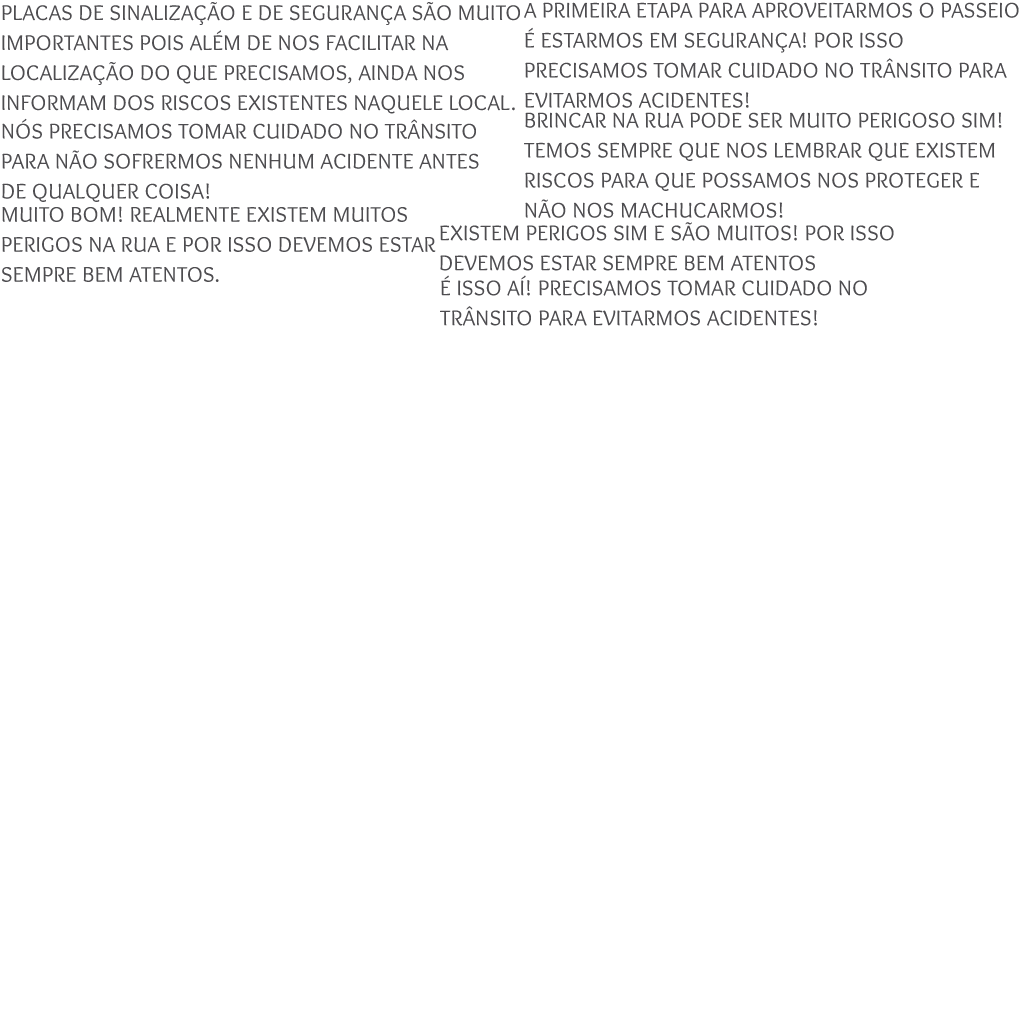 PLACAS DE SINALIZAÇÃO E DE SEGURANÇA SÃO MUITO
IMPORTANTES POIS ALÉM DE NOS FACILITAR NA
LOCALIZAÇÃO DO QUE PRECISAMOS, AINDA NOS
INFORMAM DOS RISCOS EXISTENTES NAQUELE LOCAL.
NÓS PRECISAMOS TOMAR CUIDADO NO TRÂNSITO
PARA NÃO SOFRERMOS NENHUM ACIDENTE ANTES
DE QUALQUER COISA!
MUITO BOM! REALMENTE EXISTEM MUITOS
PERIGOS NA RUA E POR ISSO DEVEMOS ESTAR
SEMPRE BEM ATENTOS.
A PRIMEIRA ETAPA PARA APROVEITARMOS O PASSEIO
É ESTARMOS EM SEGURANÇA! POR ISSO
PRECISAMOS TOMAR CUIDADO NO TRÂNSITO PARA
EVITARMOS ACIDENTES!
BRINCAR NA RUA PODE SER MUITO PERIGOSO SIM!
TEMOS SEMPRE QUE NOS LEMBRAR QUE EXISTEM
RISCOS PARA QUE POSSAMOS NOS PROTEGER E
NÃO NOS MACHUCARMOS!
EXISTEM PERIGOS SIM E SÃO MUITOS! POR ISSO
DEVEMOS ESTAR SEMPRE BEM ATENTOS
É ISSO AÍ! PRECISAMOS TOMAR CUIDADO NO
TRÂNSITO PARA EVITARMOS ACIDENTES!